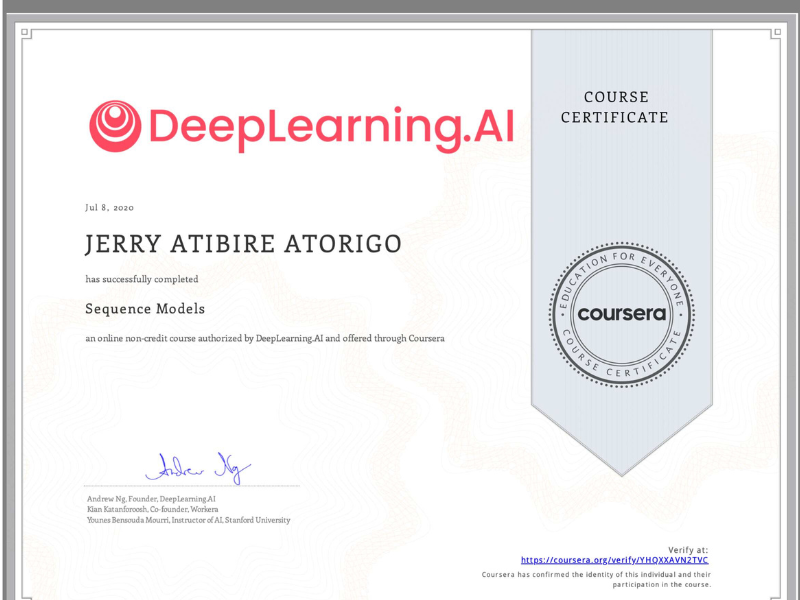 DeepLearning.AI
COURSE
CERTIFICATE
Jul 8, 2020
JERRY ATIBIRE ATORIGO
has successfully completed
Sequence Models
an online non-credit course authorized by DeepLearning.AI and offered through Coursera
EDUCATION FOR EVERYONE
coursera
COURSE CERTIFICATE
Andrew Ng
Andrew Ng, Founder, DeepLearning.AI
Kian Katanforoosh, Co-founder, Workera
Younes Bensouda Mourri, Instructor of AI, Stanford University
Verify at:
https://coursera.org/verify/YHQXXAVN2TVC
Coursera has confirmed the identity of this individual and their
participation in the course.